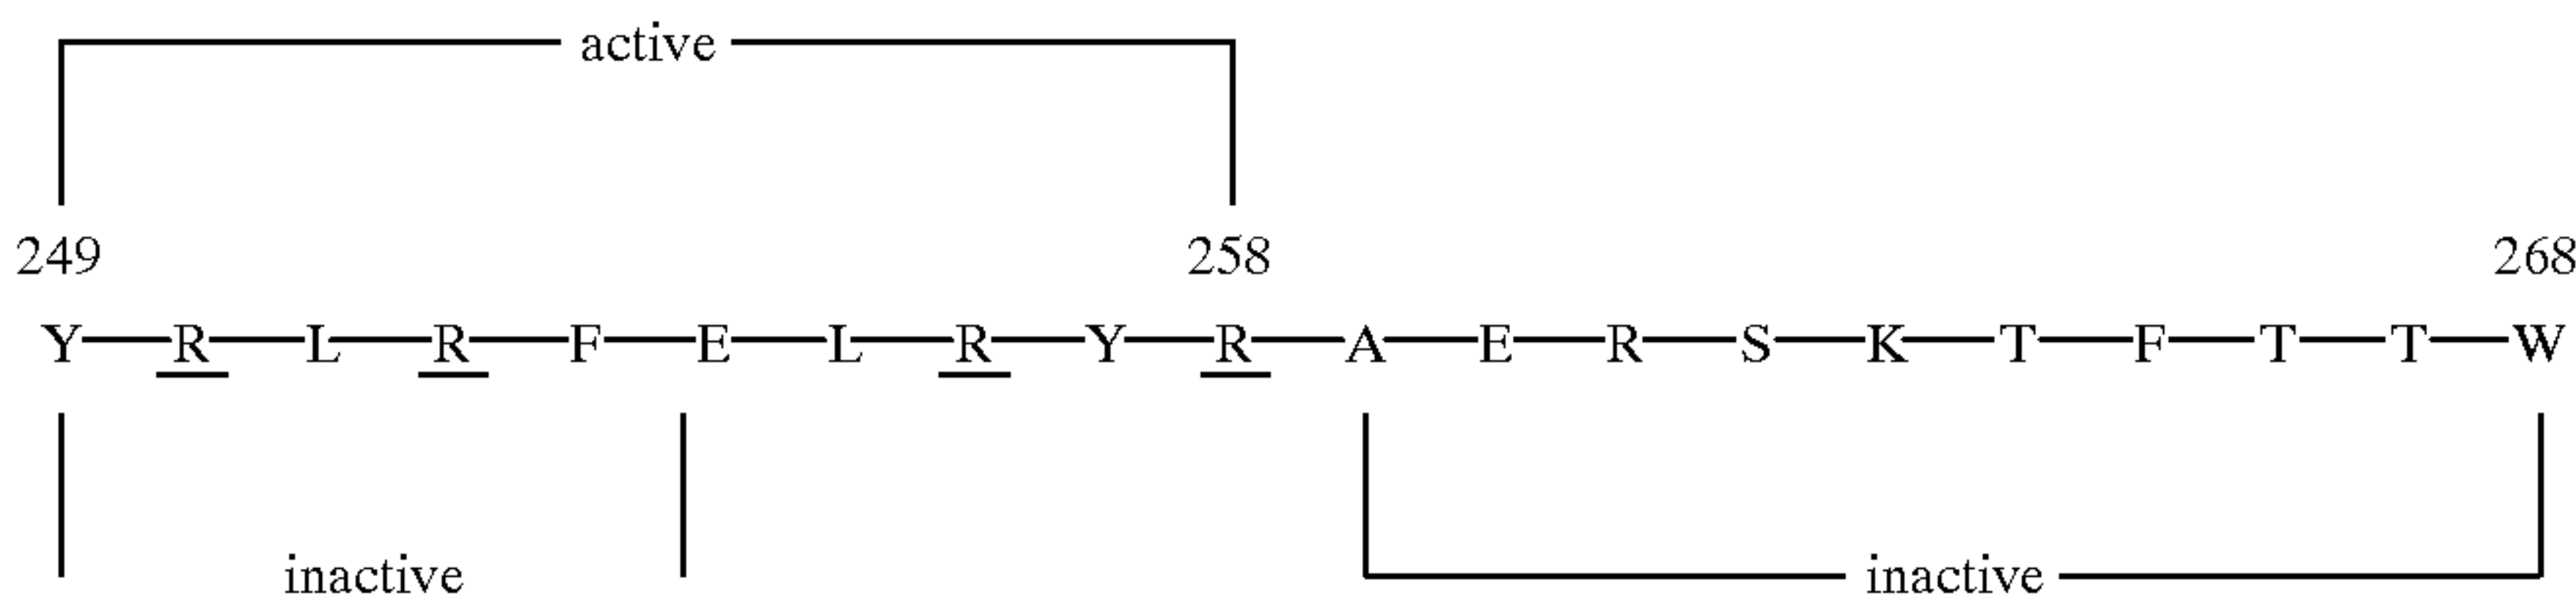 active
249 258 268
Y R L R F E L R Y R A E R S K T F T T W
inactive inactive